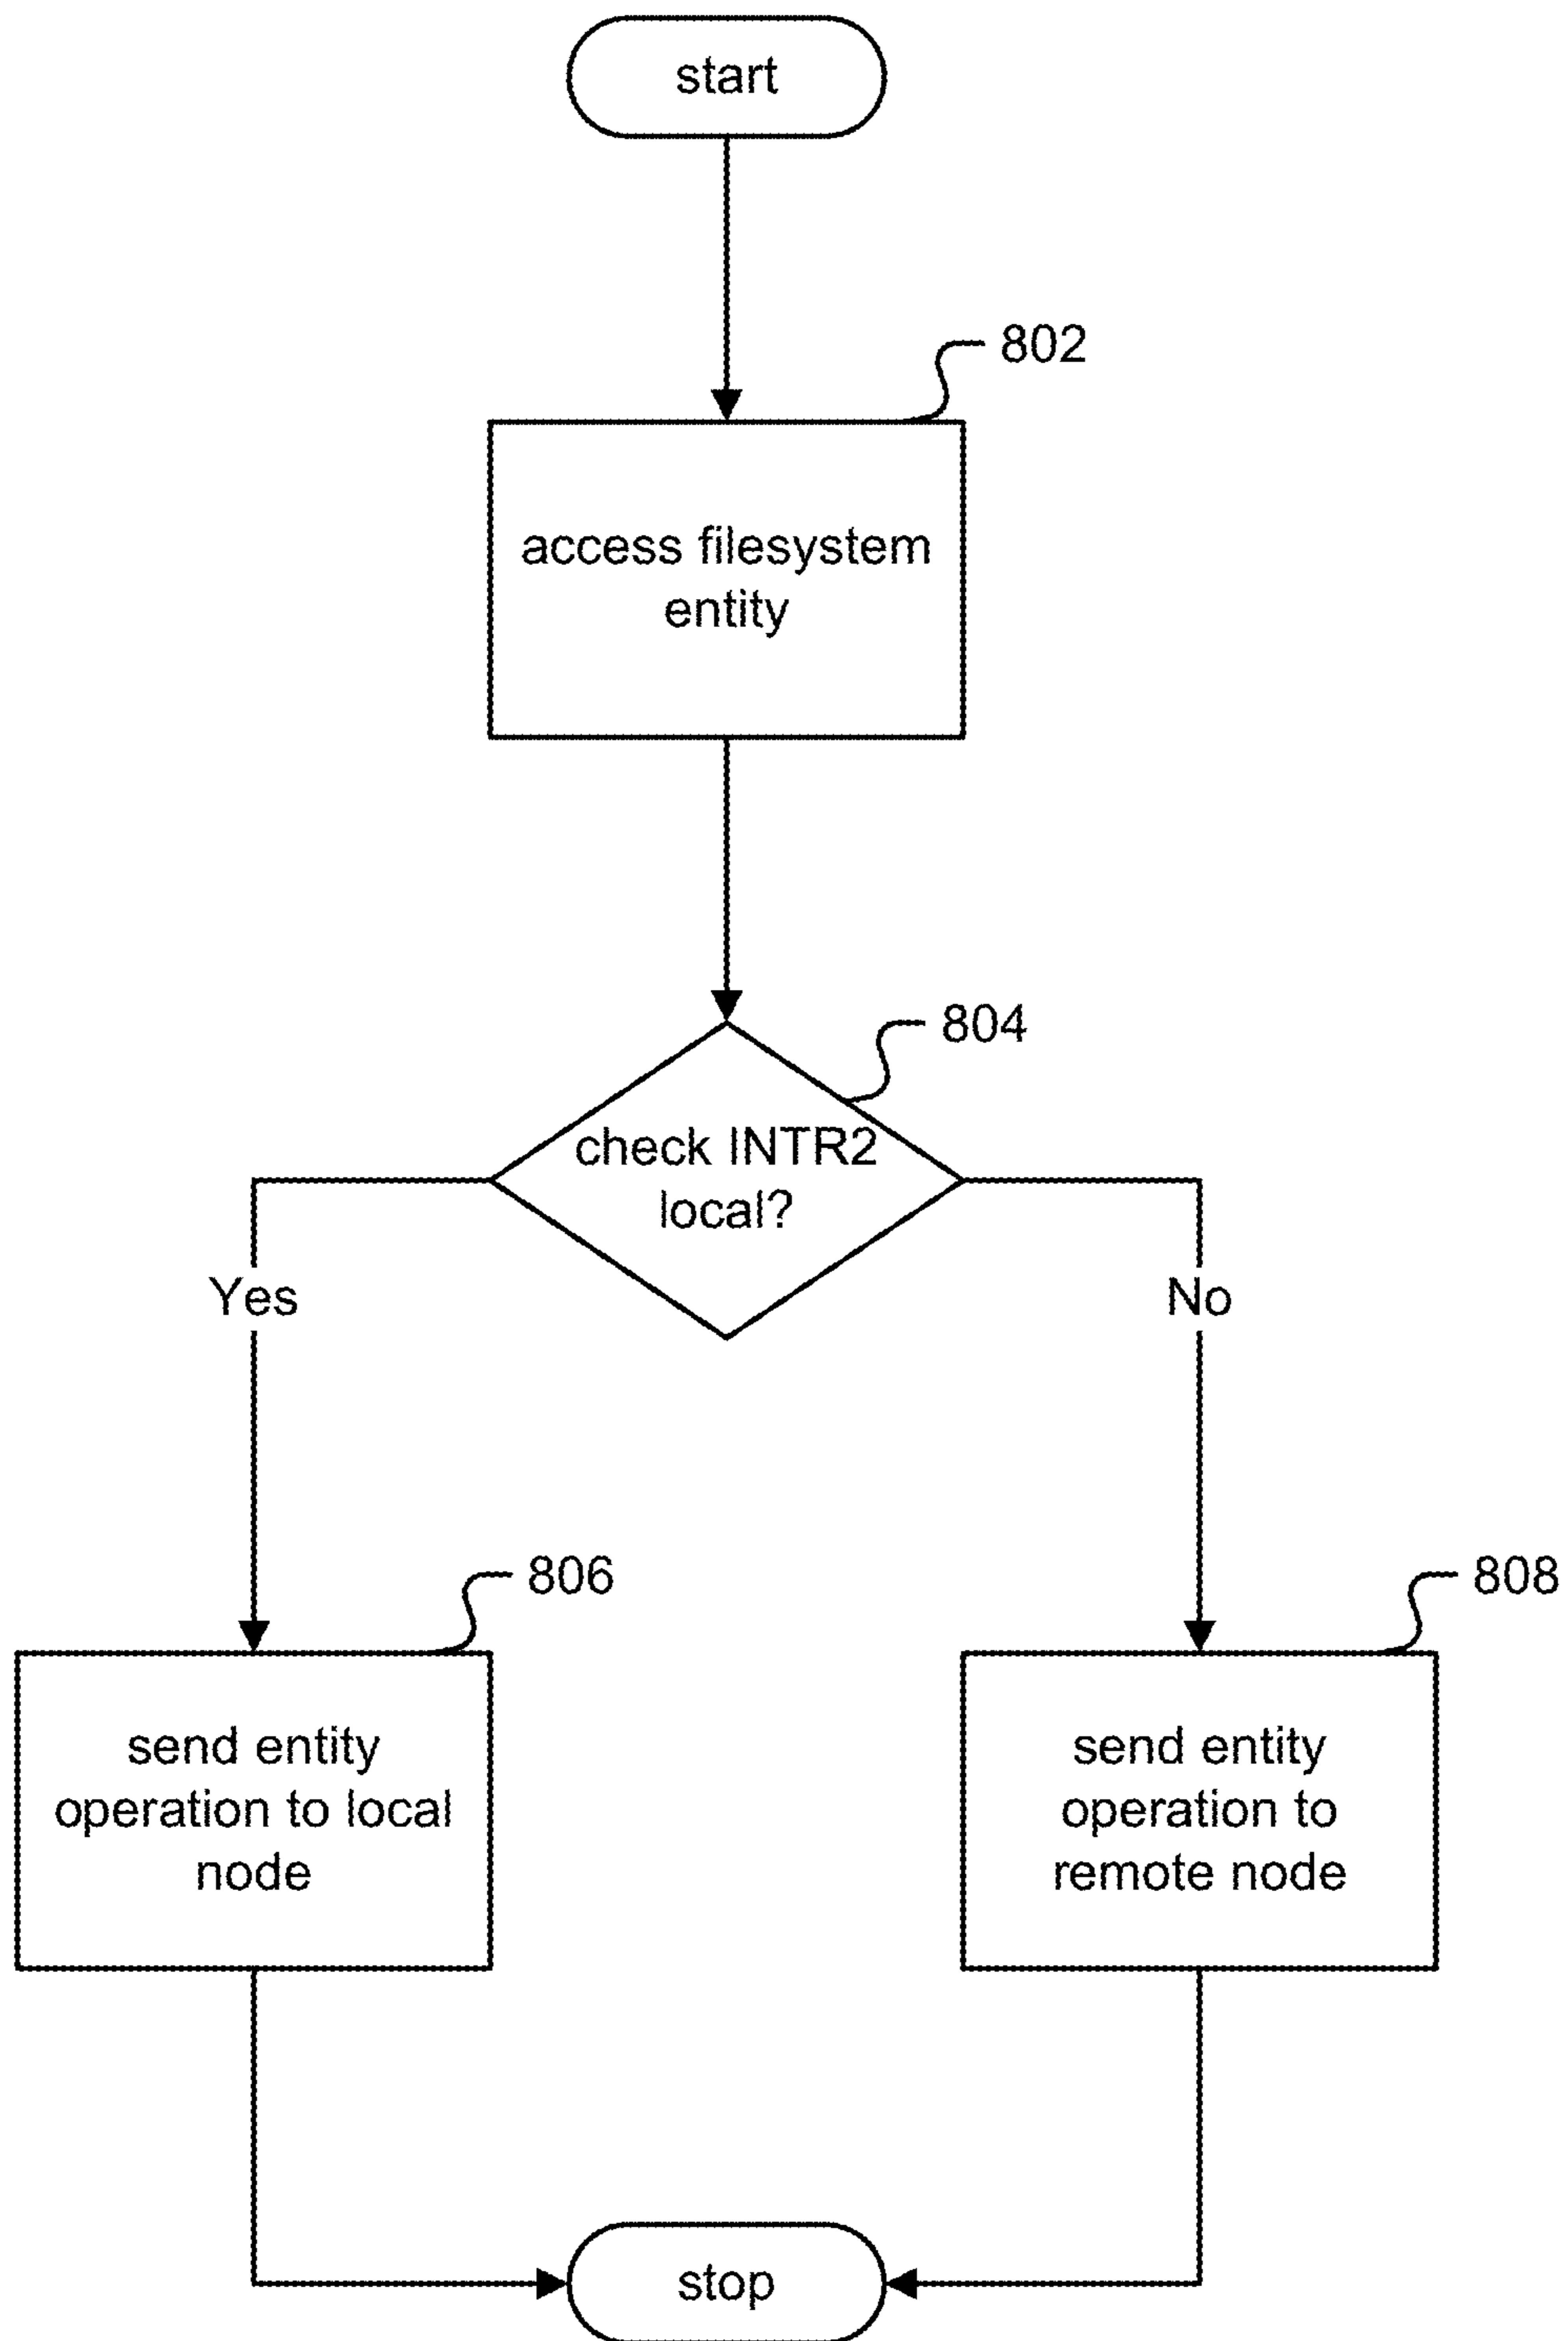 start
802
access filesystem
entity
804
check INTR2
local?
Yes
No
806
808
send entity
operation to local
node
send entity
operation to
remote node
stop